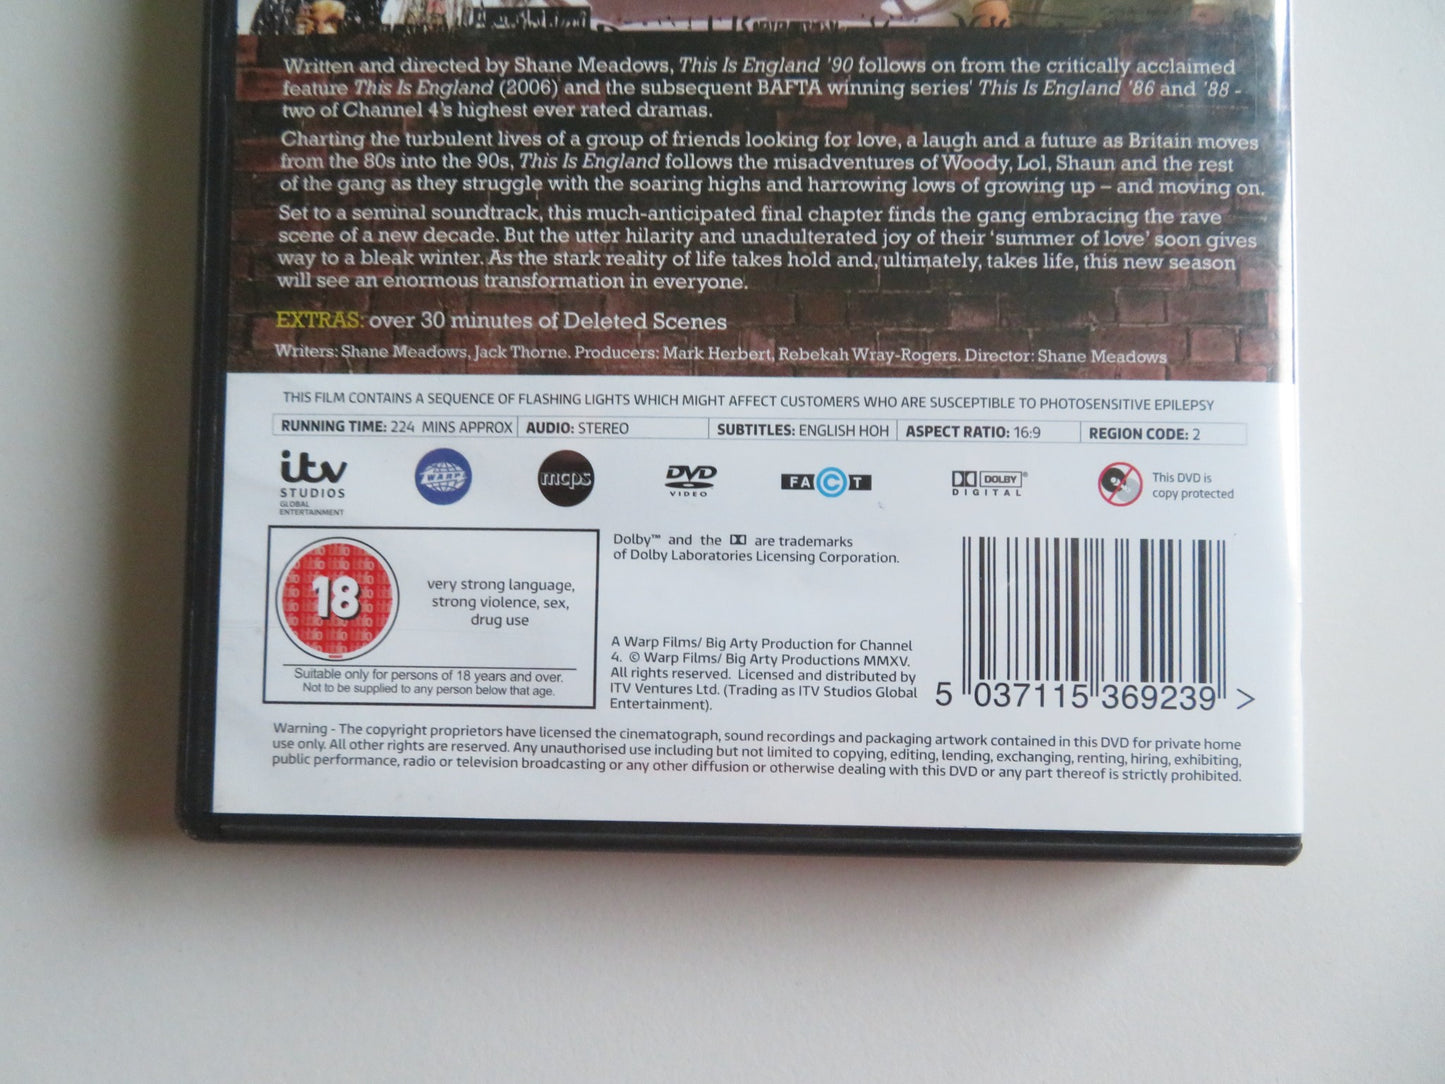 Written and directed by Shane Meadows, This Is England '90 follows on from the critically acclaimed
feature This Is England (2006) and the subsequent BAFTA winning series' This Is England '86 and '88 -
two of Channel 4's highest ever rated dramas.
Charting the turbulent lives of a group of friends looking for love, a laugh and a future as Britain moves
from the 80s into the 90s, This Is England follows the misadventures of Woody, Lol, Shaun and the rest
of the gang as they struggle with the soaring highs and harrowing lows of growing up – and moving on.
Set to a seminal soundtrack, this much-anticipated final chapter finds the gang embracing the rave
scene of a new decade. But the utter hilarity and unadulterated joy of their 'summer of love' soon gives
way to a bleak winter. As the stark reality of life takes hold and, ultimately, takes life, this new season
will see an enormous transformation in everyone.
EXTRAS: over 30 minutes of Deleted Scenes
Writers: Shane Meadows, Jack Thorne. Producers: Mark Herbert, Rebekah Wray-Rogers. Director: Shane Meadows
THIS FILM CONTAINS A SEQUENCE OF FLASHING LIGHTS WHICH MIGHT AFFECT CUSTOMERS WHO ARE SUSCEPTIBLE TO PHOTOSENSITIVE EPILEPSY
RUNNING TIME: 224 MINS APPROX AUDIO: STEREO SUBTITLES: ENGLISH HOH ASPECT RATIO: 16:9 REGION CODE: 2
itv
STUDIOS
GLOBAL
ENTERTAINMENT
WARP
mcps
DVD
VIDEO
FACT
DOLBY
DIGITAL
This DVD is
copy protected
18
very strong language,
strong violence, sex,
drug use
Suitable only for persons of 18 years and over.
Not to be supplied to any person below that age.
Dolby™ and the are trademarks
of Dolby Laboratories Licensing Corporation.
A Warp Films/ Big Arty Production for Channel
4. © Warp Films/ Big Arty Productions MMXV.
All rights reserved. Licensed and distributed by
ITV Ventures Ltd. (Trading as ITV Studios Global
Entertainment).
5 037115 369239 >
Warning - The copyright proprietors have licensed the cinematograph, sound recordings and packaging artwork contained in this DVD for private home
use only. All other rights are reserved. Any unauthorised use including but not limited to copying, editing, lending, exchanging, renting, hiring, exhibiting,
public performance, radio or television broadcasting or any other diffusion or otherwise dealing with this DVD or any part thereof is strictly prohibited.